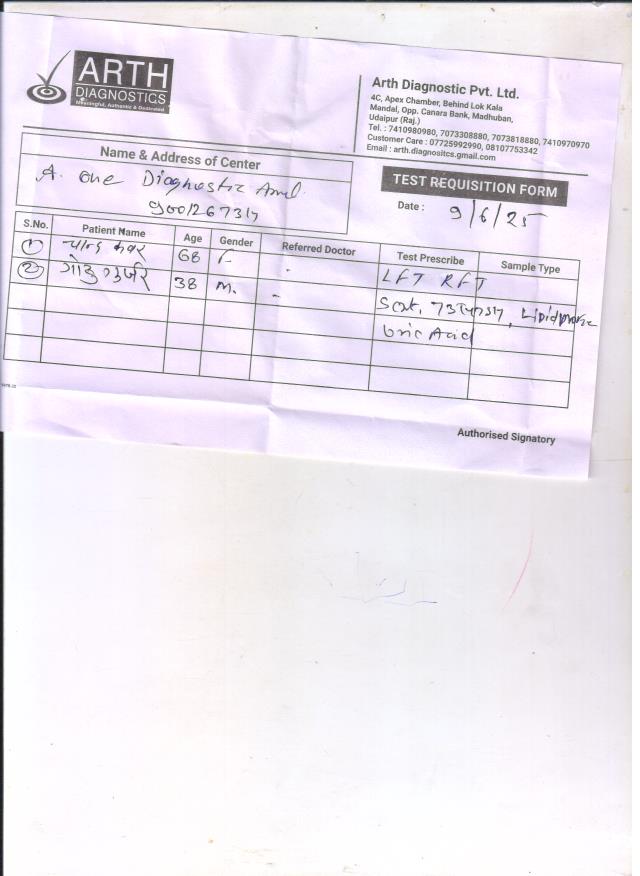 ARTH
DIAGNOSTICS
Meaningful, Authentic & Dedicated
Arth Diagnostic Pvt. Ltd.
4C, Apex Chamber, Behind Lok Kala
Mandal, Opp. Canara Bank, Madhuban,
Udaipur (Raj.)
Tel. : 7410980980, 7073308880, 7073818880, 7410970970
Customer Care : 07725992990, 08107753342
Email : arth.diagnositcs.gmail.com
Name & Address of Center
A. one Diagnostic Amd.
TEST REQUISITION FORM
Date : 9/6/25
S.No. Patient Name Age Gender Referred Doctor Test Prescribe Sample Type
1 68 F - LFT RFT
2 38 M. - Lipid
Uric Acid
Authorised Signatory